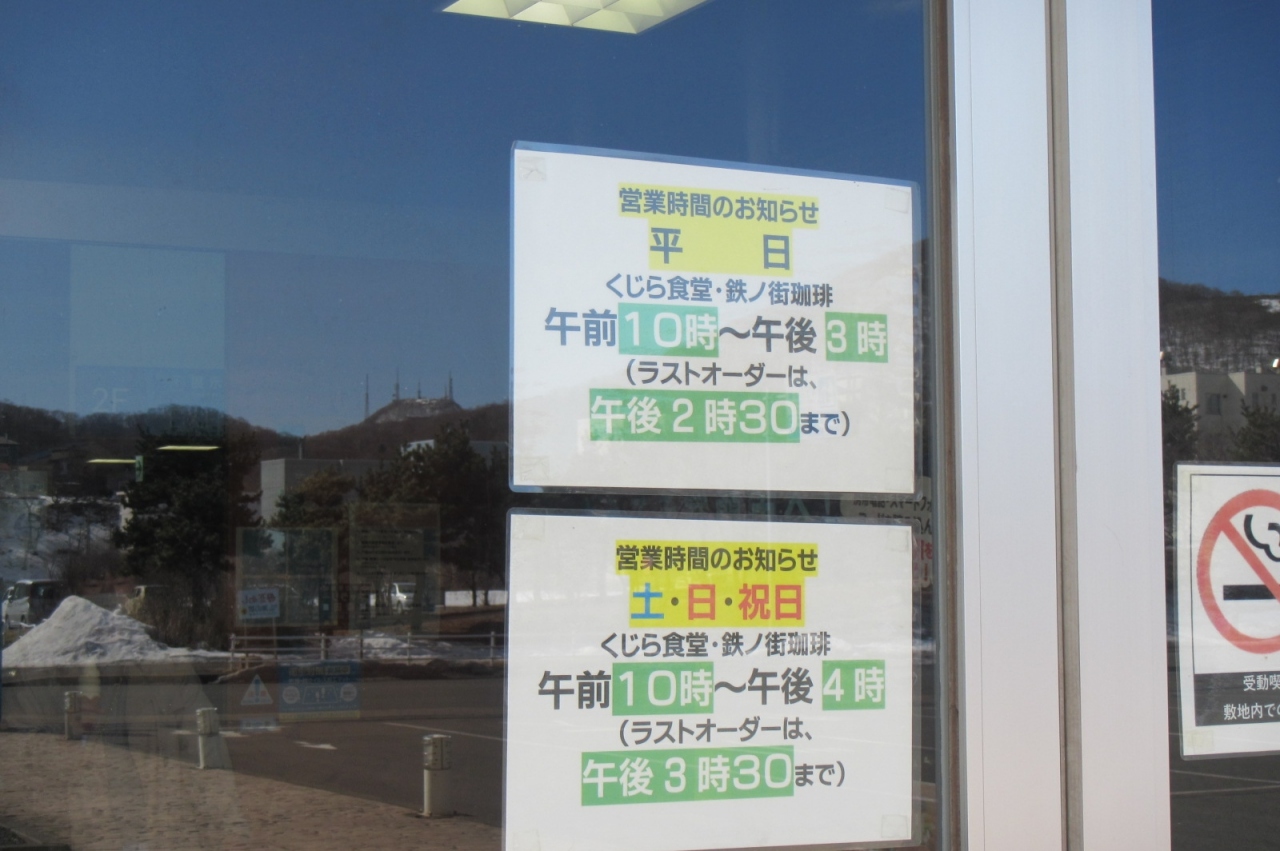 営業時間のお知らせ
平　日
くじら食堂・鉄ノ街珈琲
午前10時～午後3時
（ラストオーダーは、
午後2時30まで）
営業時間のお知らせ
土・日・祝日
くじら食堂・鉄ノ街珈琲
午前10時～午後4時
（ラストオーダーは、
午後3時30まで）
2F
受動喫
敷地内での